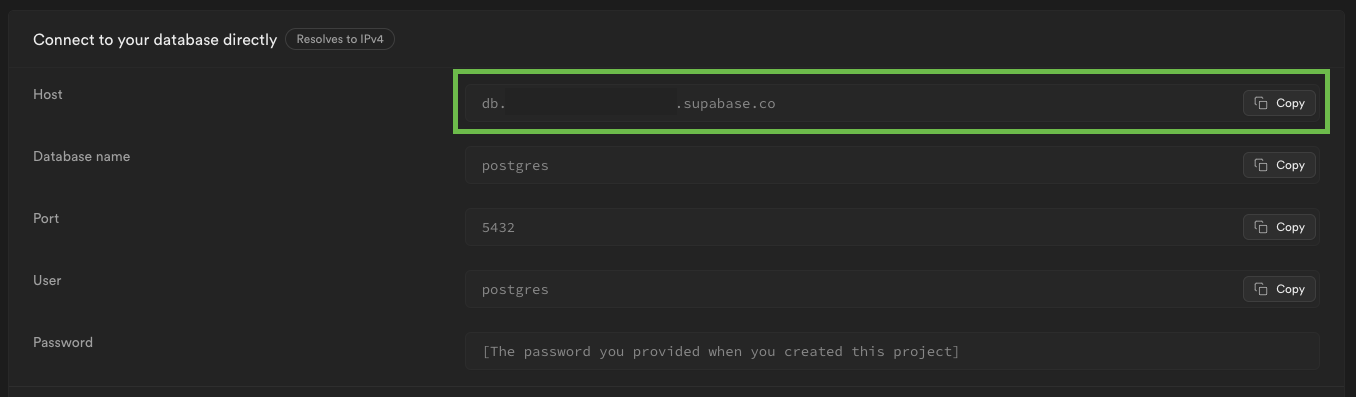 Connect to your database directly Resolves to IPv4
Host
db. .supabase.co Copy
Database name
postgres Copy
Port
5432 Copy
User
postgres Copy
Password
[The password you provided when you created this project]